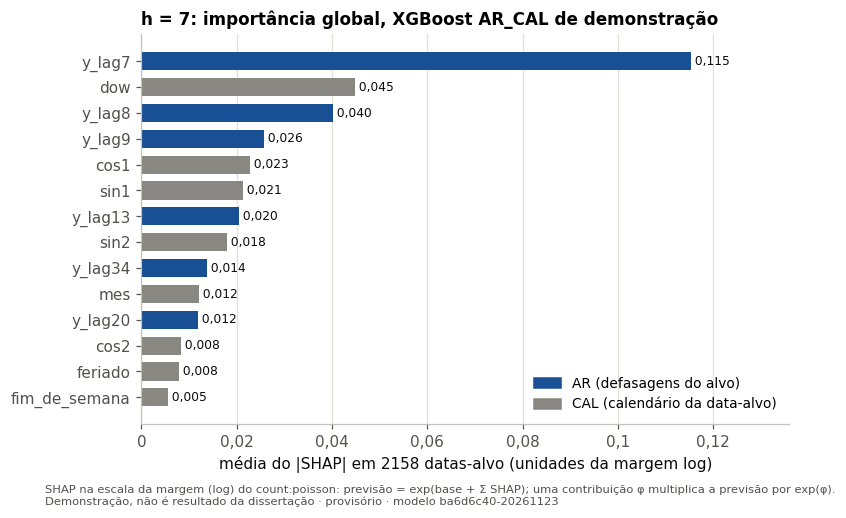 h = 7: importância global, XGBoost AR_CAL de demonstração
y_lag7 0,115
dow 0,045
y_lag8 0,040
y_lag9 0,026
cos1 0,023
sin1 0,021
y_lag13 0,020
sin2 0,018
y_lag34 0,014
mes 0,012
y_lag20 0,012
cos2 0,008
feriado 0,008
fim_de_semana 0,005
AR (defasagens do alvo)
CAL (calendário da data-alvo)
0 0,02 0,04 0,06 0,08 0,1 0,12
média do |SHAP| em 2158 datas-alvo (unidades da margem log)
SHAP na escala da margem (log) do count:poisson: previsão = exp(base + Σ SHAP); uma contribuição φ multiplica a previsão por exp(φ).
Demonstração, não é resultado da dissertação · provisório · modelo ba6d6c40-20261123